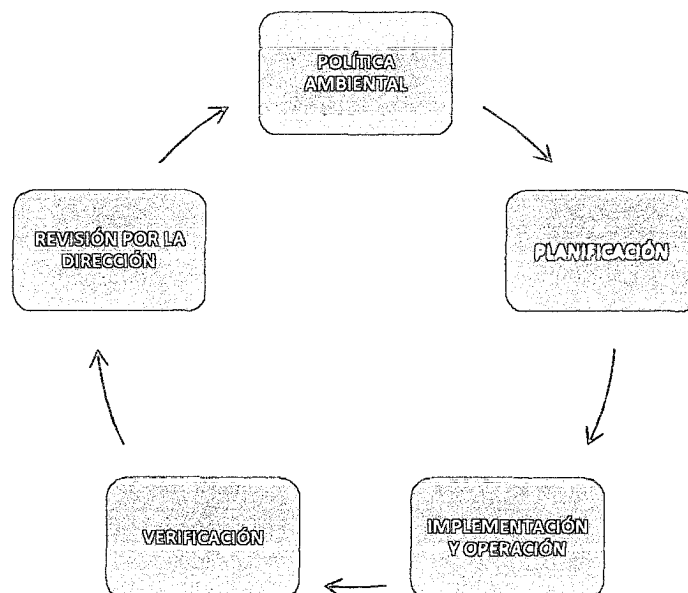 POLÍTICA
AMBIENTAL
PLANIFICACIÓN
IMPLEMENTACIÓN
Y OPERACIÓN
VERIFICACIÓN
REVISIÓN POR LA
DIRECCIÓN